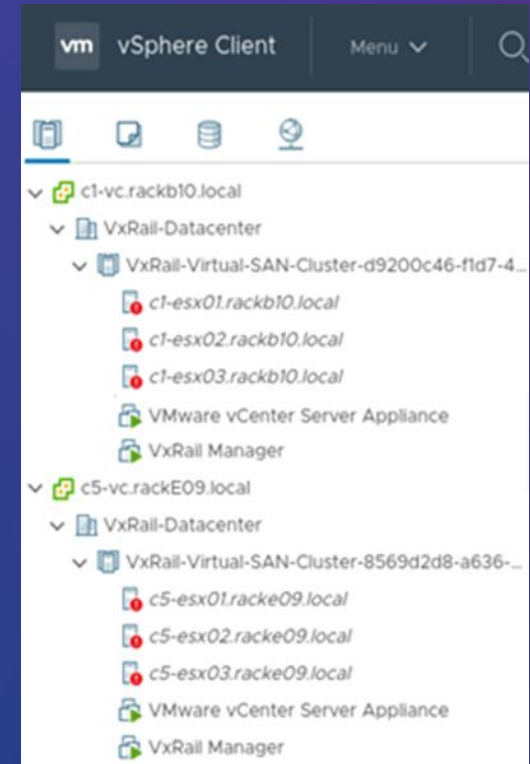 vm vSphere Client Menu
c1-vc.rackb10.local
VxRail-Datacenter
VxRail-Virtual-SAN-Cluster-d9200c46-f1d7-4...
c1-esx01.rackb10.local
c1-esx02.rackb10.local
c1-esx03.rackb10.local
VMware vCenter Server Appliance
VxRail Manager
c5-vc.rackE09.local
VxRail-Datacenter
VxRail-Virtual-SAN-Cluster-8569d2d8-a636-...
c5-esx01.racke09.local
c5-esx02.racke09.local
c5-esx03.racke09.local
VMware vCenter Server Appliance
VxRail Manager